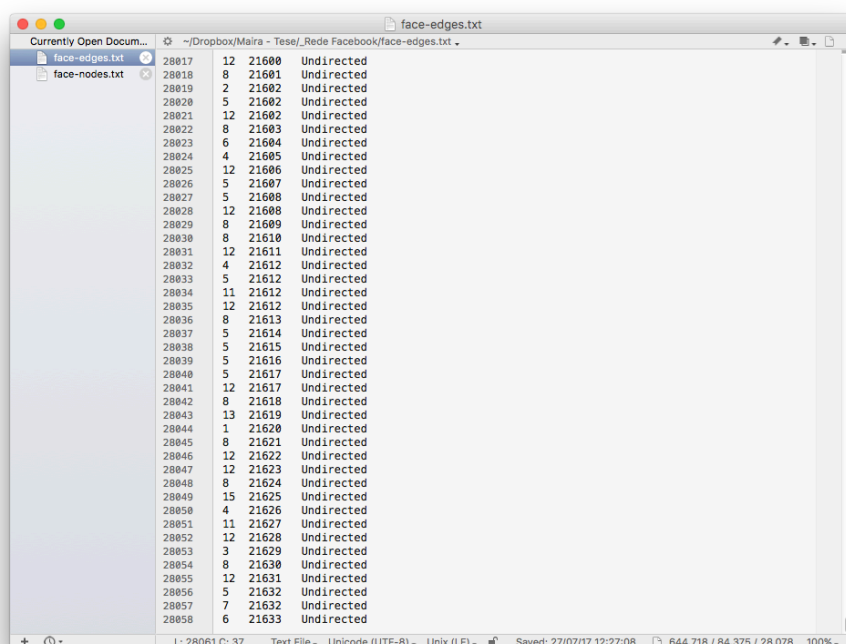 face-edges.txt
Currently Open Docum... ~/Dropbox/Maira - Tese/_Rede Facebook/face-edges.txt
face-edges.txt
face-nodes.txt
28017 12 21600 Undirected
28018 8 21601 Undirected
28019 2 21602 Undirected
28020 5 21602 Undirected
28021 12 21602 Undirected
28022 8 21603 Undirected
28023 6 21604 Undirected
28024 4 21605 Undirected
28025 12 21606 Undirected
28026 5 21607 Undirected
28027 5 21608 Undirected
28028 12 21608 Undirected
28029 8 21609 Undirected
28030 8 21610 Undirected
28031 12 21611 Undirected
28032 4 21612 Undirected
28033 5 21612 Undirected
28034 11 21612 Undirected
28035 12 21612 Undirected
28036 8 21613 Undirected
28037 5 21614 Undirected
28038 5 21615 Undirected
28039 5 21616 Undirected
28040 5 21617 Undirected
28041 12 21617 Undirected
28042 8 21618 Undirected
28043 13 21619 Undirected
28044 1 21620 Undirected
28045 8 21621 Undirected
28046 12 21622 Undirected
28047 12 21623 Undirected
28048 8 21624 Undirected
28049 15 21625 Undirected
28050 4 21626 Undirected
28051 11 21627 Undirected
28052 12 21628 Undirected
28053 3 21629 Undirected
28054 8 21630 Undirected
28055 12 21631 Undirected
28056 5 21632 Undirected
28057 7 21632 Undirected
28058 6 21633 Undirected
L: 28061 C: 37 Text File Unicode (UTF-8) Unix (LF) Saved: 27/07/17 12:27:08 644.718 / 84.375 / 28.078 100%